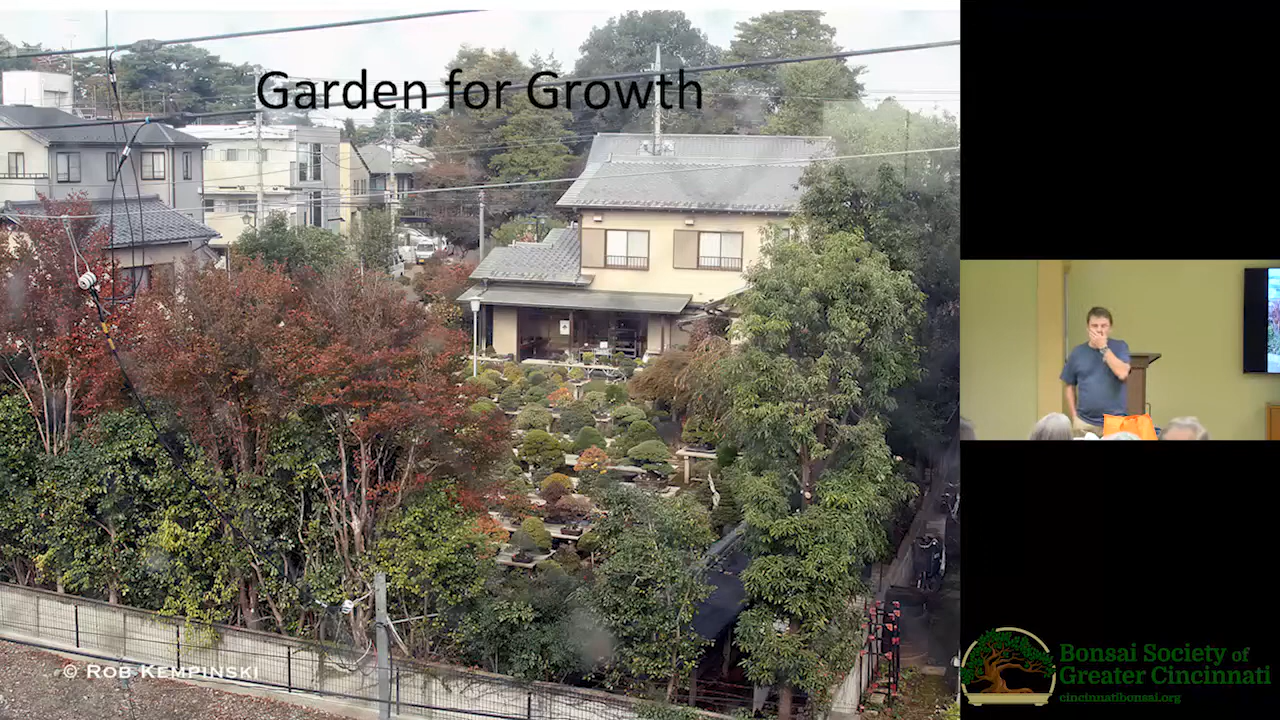 Garden for Growth
© Rob Kempinski
Bonsai Society of
Greater Cincinnati
cincinnatibonsai.org